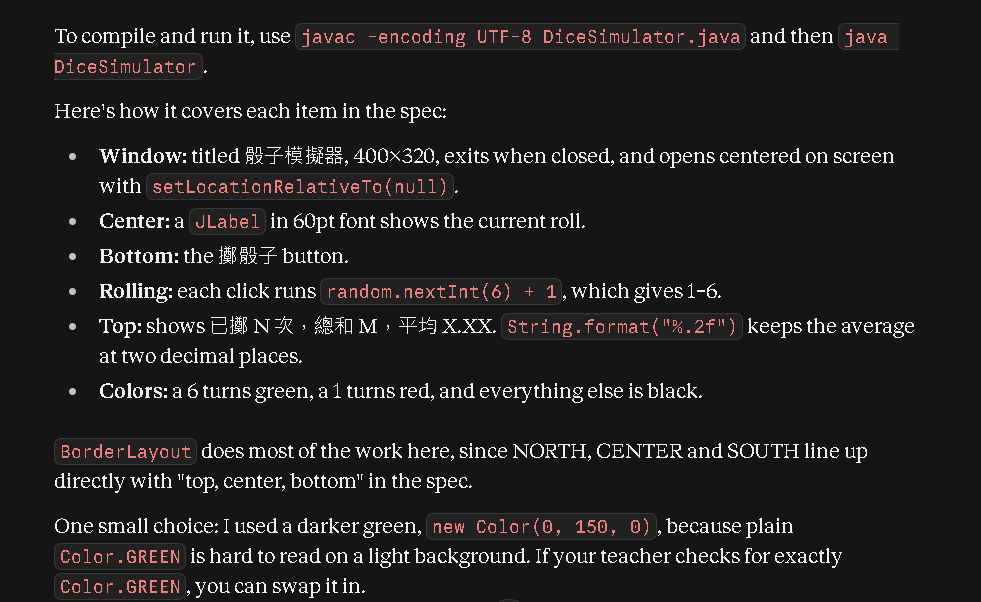 To compile and run it, use javac -encoding UTF-8 DiceSimulator.java and then java
DiceSimulator.
Here's how it covers each item in the spec:
• Window: titled 骰子模擬器, 400×320, exits when closed, and opens centered on screen
with setLocationRelativeTo(null).
• Center: a JLabel in 60pt font shows the current roll.
• Bottom: the 擲骰子 button.
• Rolling: each click runs random.nextInt(6) + 1, which gives 1–6.
• Top: shows 已擲 N 次，總和 M，平均 X.XX. String.format("%.2f") keeps the average
at two decimal places.
• Colors: a 6 turns green, a 1 turns red, and everything else is black.
BorderLayout does most of the work here, since NORTH, CENTER and SOUTH line up
directly with "top, center, bottom" in the spec.
One small choice: I used a darker green, new Color(0, 150, 0), because plain
Color.GREEN is hard to read on a light background. If your teacher checks for exactly
Color.GREEN, you can swap it in.